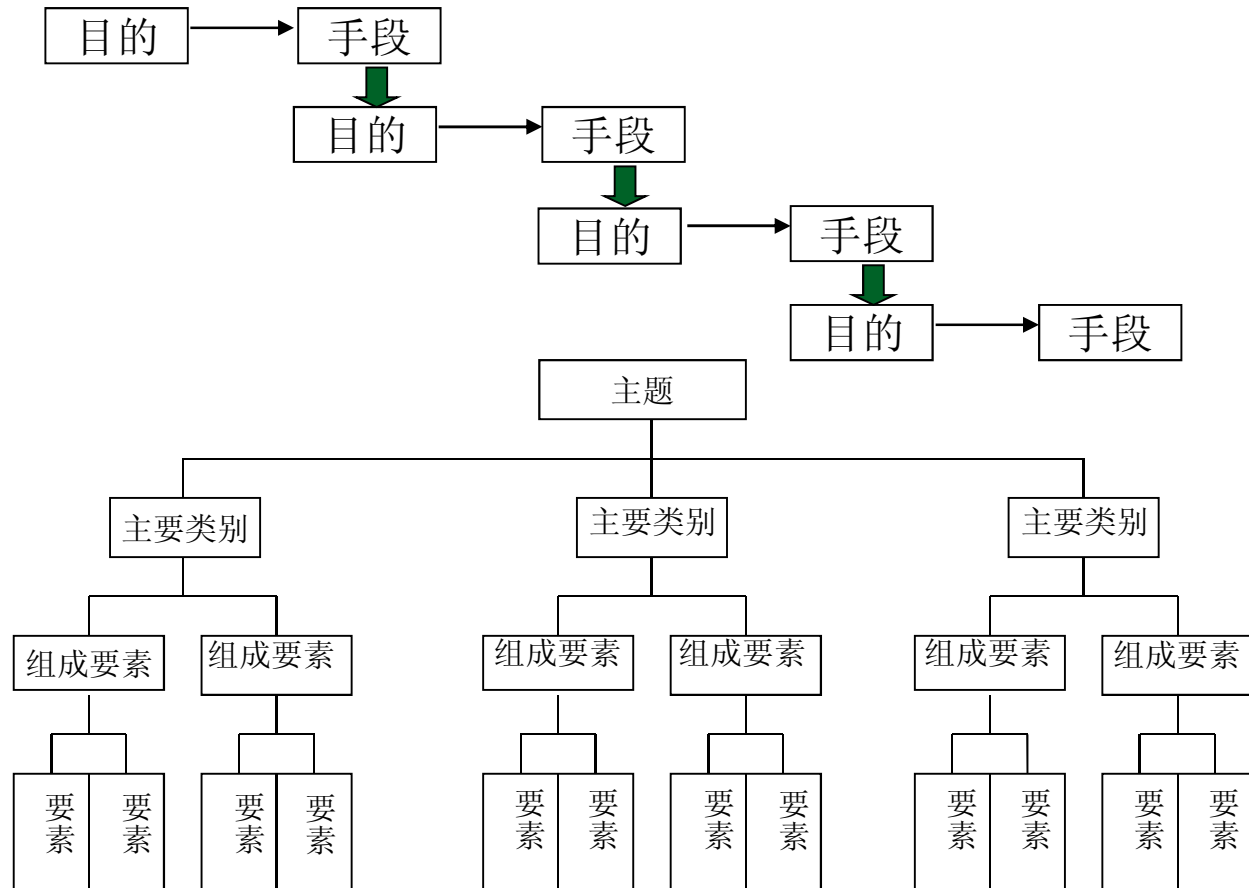 目的 手段
目的 手段
目的 手段
目的 手段
主题
主要类别 主要类别 主要类别
组成要素 组成要素 组成要素 组成要素 组成要素 组成要素
要素 要素 要素 要素 要素 要素 要素 要素 要素 要素 要素 要素